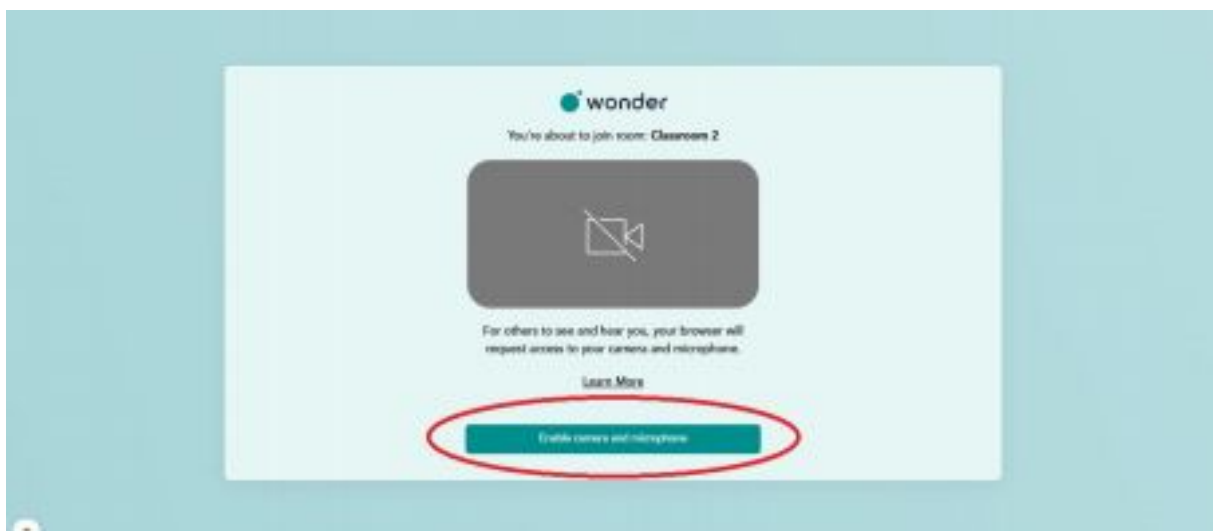 wonder
You're about to join room: Classroom 2
For others to see and hear you, your browser will
request access to your camera and microphone.
Learn More
Enable camera and microphone